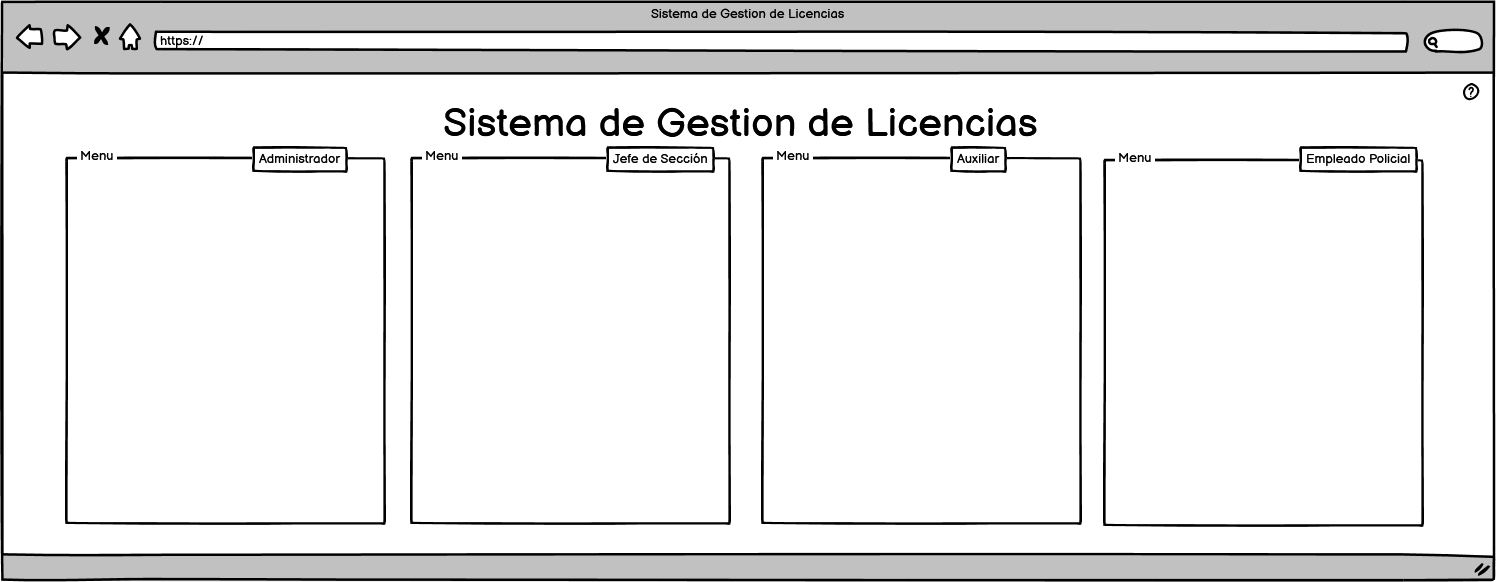 Sistema de Gestion de Licencias
https://
?
Sistema de Gestion de Licencias
Menu Administrador Menu Jefe de Sección Menu Auxiliar Menu Empleado Policial